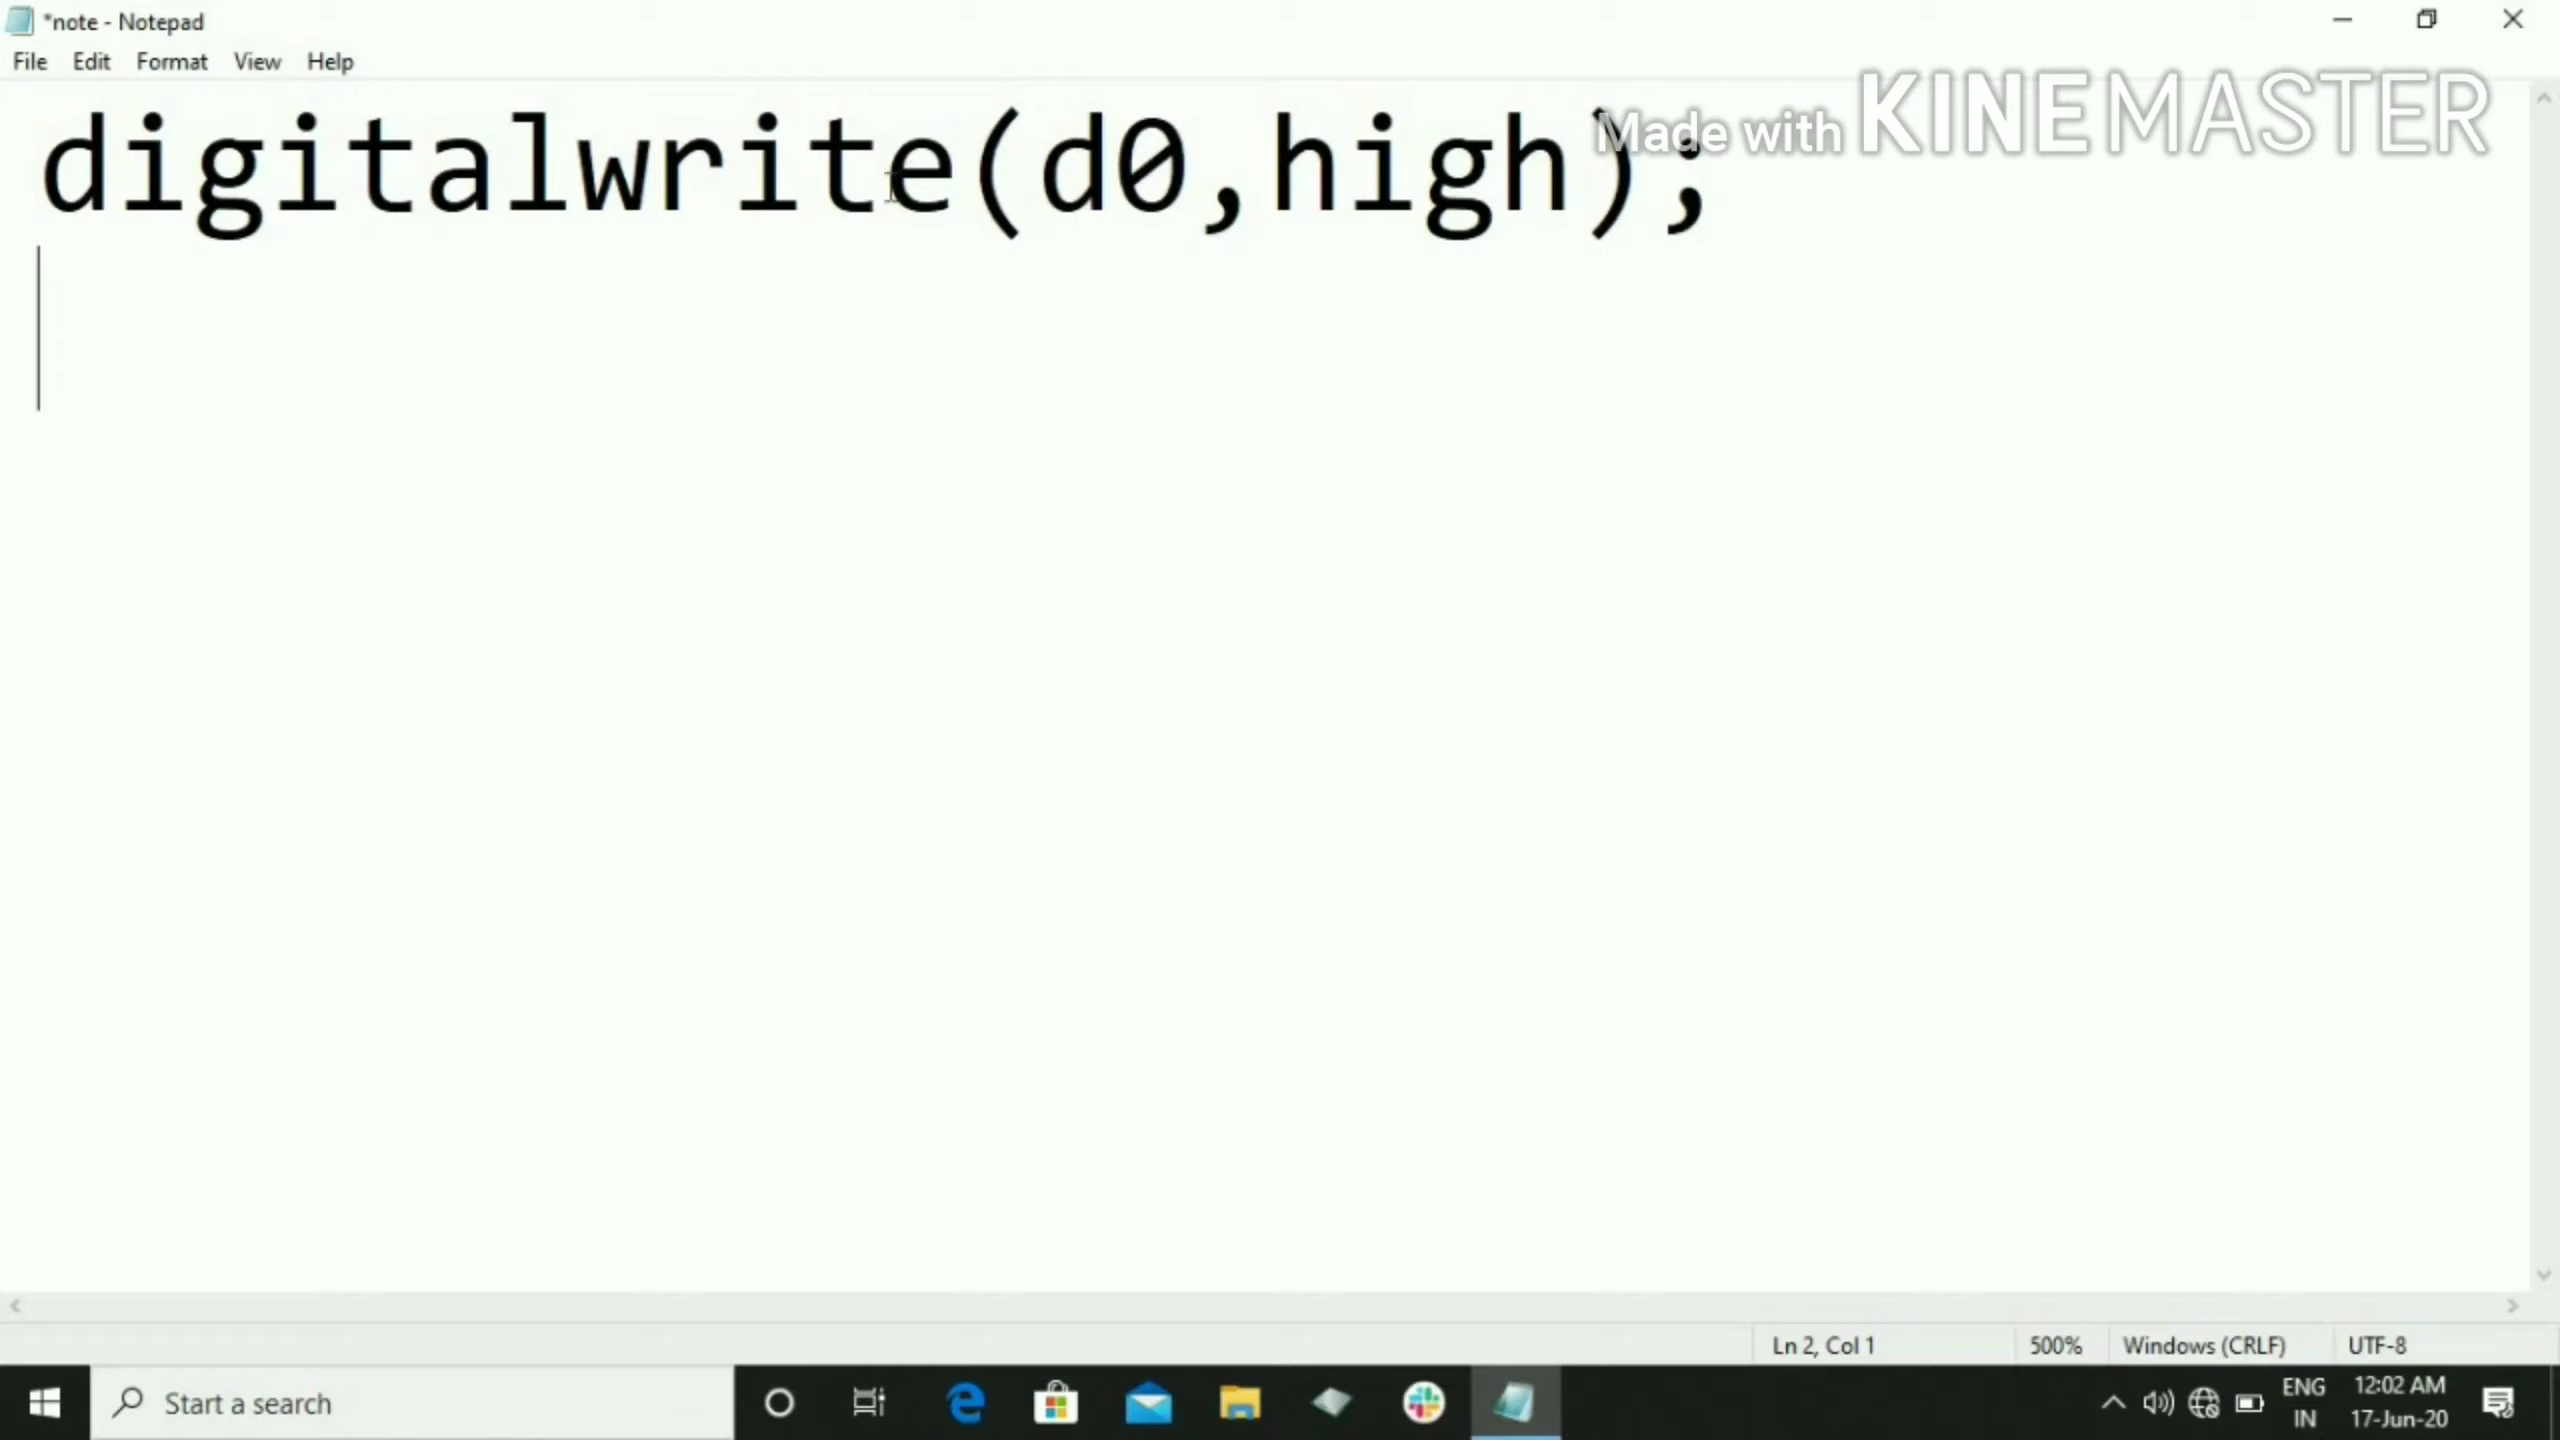 *note - Notepad
File Edit Format View Help
Made with KINEMASTER
digitalwrite(d0,high);
Ln 2, Col 1 500% Windows (CRLF) UTF-8
Start a search
ENG 12:02 AM
IN 17-Jun-20